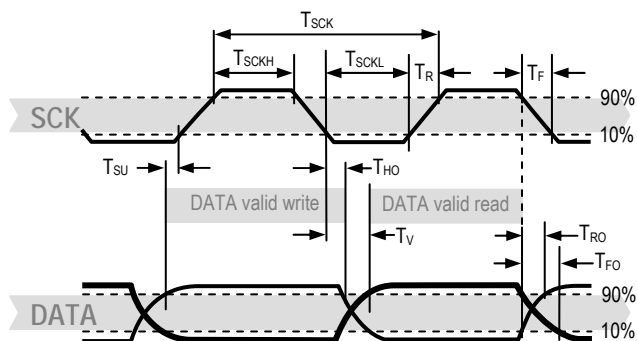 TSCK
TSCKH TSCKL TR TF
90%
SCK
10%
TSU THO
DATA valid write DATA valid read
TV TRO
TFO
90%
DATA
10%